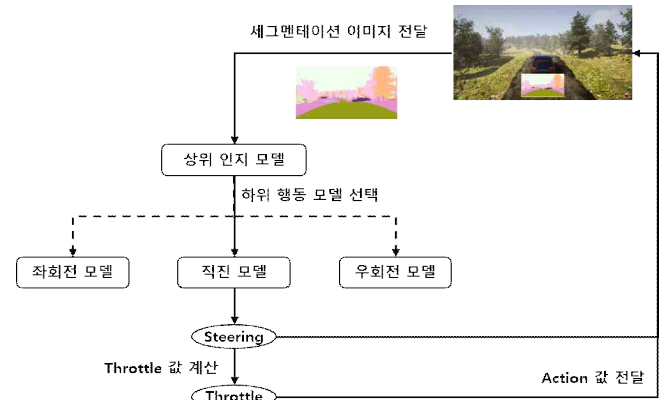 세그멘테이션 이미지 전달
상위 인지 모델
하위 행동 모델 선택
좌회전 모델
직진 모델
우회전 모델
Steering
Throttle 값 계산
Action 값 전달
Throttle